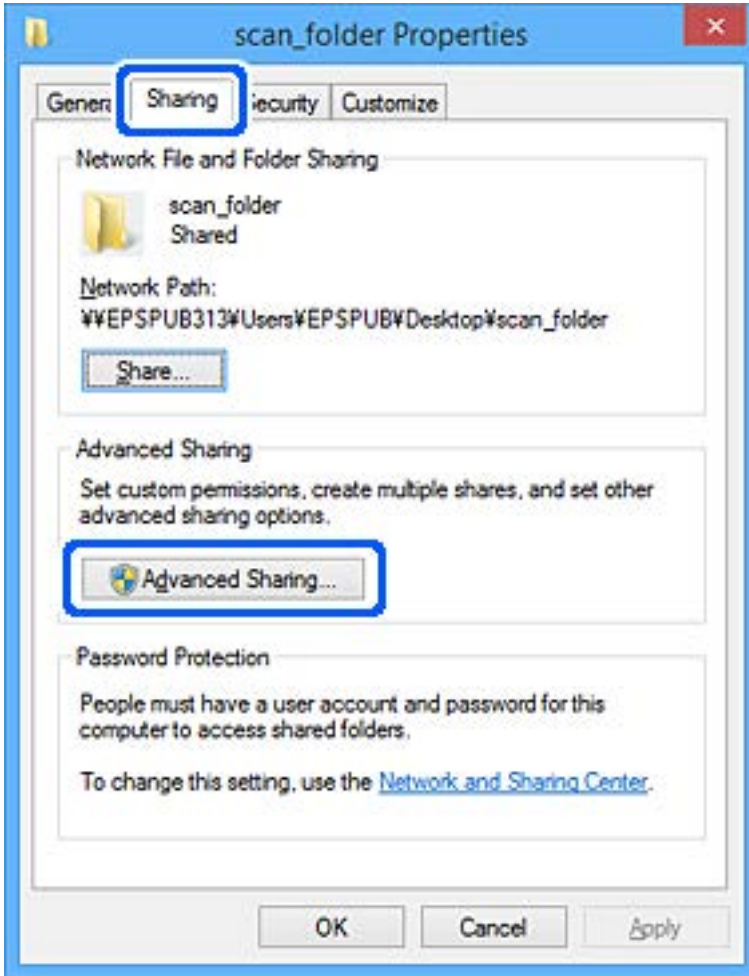 scan_folder Properties
General Sharing Security Customize
Network File and Folder Sharing
scan_folder
Shared
Network Path:
¥¥EPSPUB313¥Users¥EPSPUB¥Desktop¥scan_folder
Share...
Advanced Sharing
Set custom permissions, create multiple shares, and set other
advanced sharing options.
Advanced Sharing...
Password Protection
People must have a user account and password for this
computer to access shared folders.
To change this setting, use the Network and Sharing Center.
OK Cancel Apply